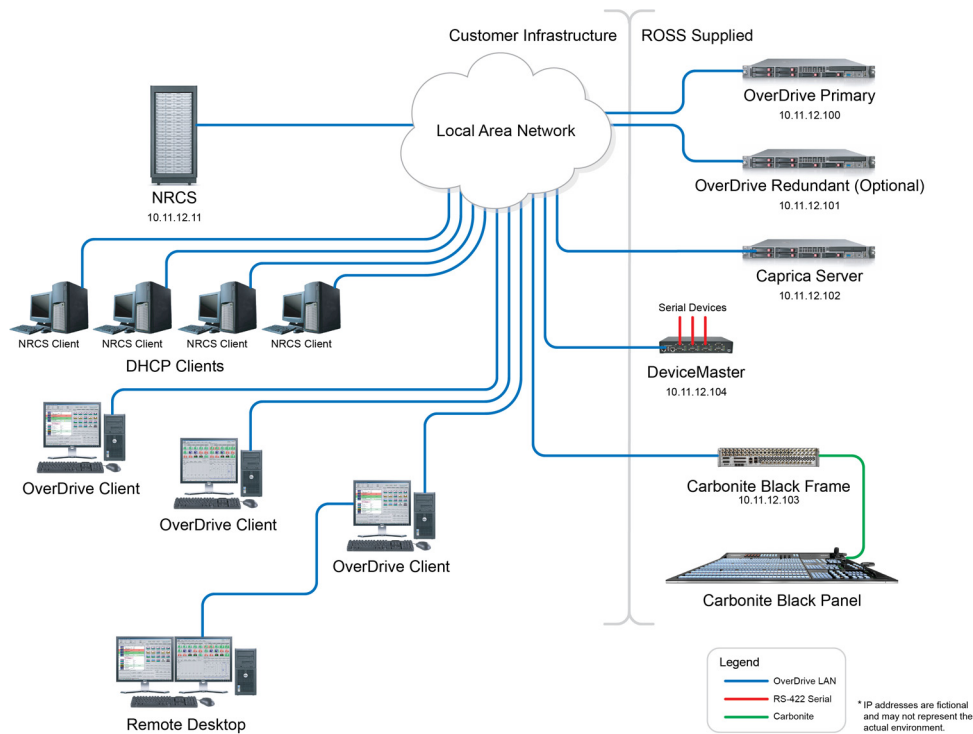 Customer Infrastructure
ROSS Supplied
Local Area Network
OverDrive Primary
10.11.12.100
NRCS
10.11.12.11
OverDrive Redundant (Optional)
10.11.12.101
Caprica Server
10.11.12.102
Serial Devices
NRCS Client
NRCS Client
NRCS Client
NRCS Client
DHCP Clients
DeviceMaster
10.11.12.104
OverDrive Client
OverDrive Client
OverDrive Client
Carbonite Black Frame
10.11.12.103
Carbonite Black Panel
Remote Desktop
Legend
OverDrive LAN
RS-422 Serial
Carbonite
* IP addresses are fictional
and may not represent the
actual environment.